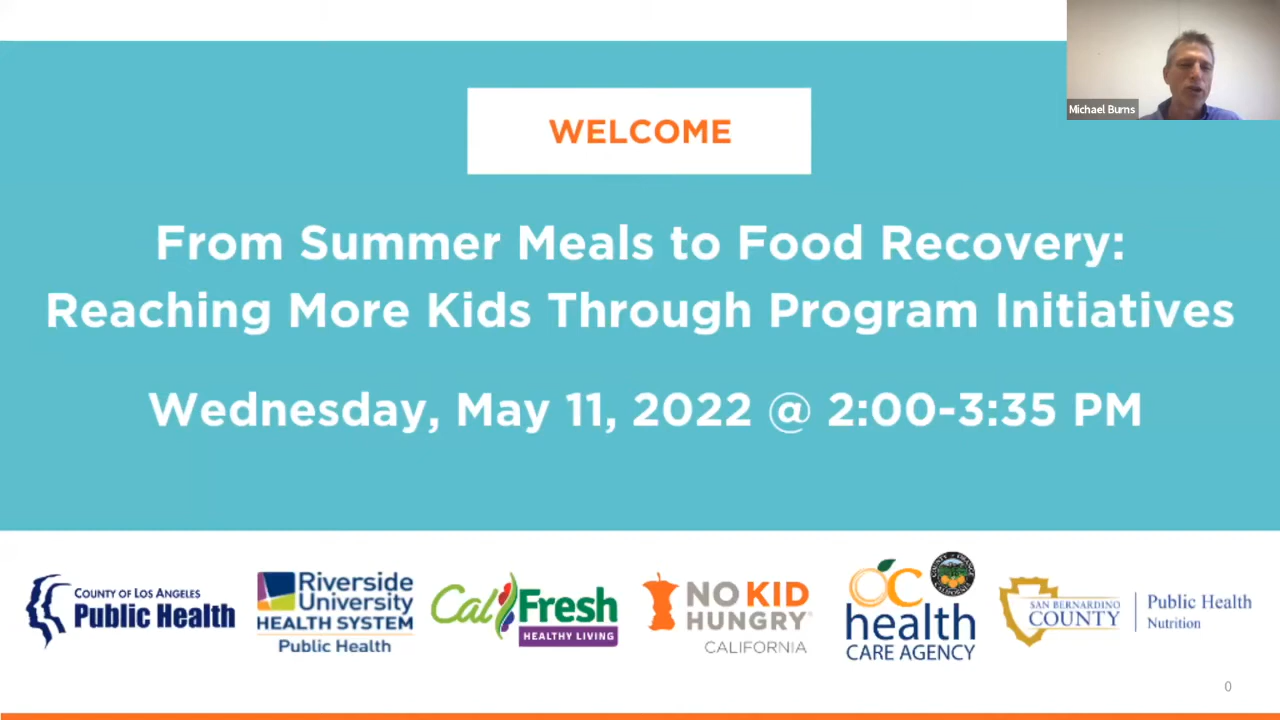 Michael Burns
WELCOME
From Summer Meals to Food Recovery:
Reaching More Kids Through Program Initiatives
Wednesday, May 11, 2022 @ 2:00-3:35 PM
COUNTY OF LOS ANGELES
Public Health
Riverside
University
HEALTH SYSTEM
Public Health
CalFresh
HEALTHY LIVING
NO KID
HUNGRY®
CALIFORNIA
OC
health
CARE AGENCY
SAN BERNARDINO
COUNTY
Public Health
Nutrition
0